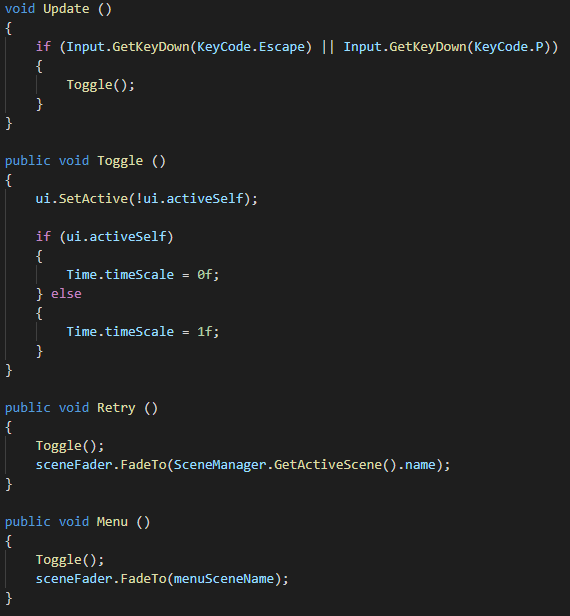 void Update ()
{
if (Input.GetKeyDown(KeyCode.Escape) || Input.GetKeyDown(KeyCode.P))
{
Toggle();
}
}
public void Toggle ()
{
ui.SetActive(!ui.activeSelf);
if (ui.activeSelf)
{
Time.timeScale = 0f;
} else
{
Time.timeScale = 1f;
}
}
public void Retry ()
{
Toggle();
sceneFader.FadeTo(SceneManager.GetActiveScene().name);
}
public void Menu ()
{
Toggle();
sceneFader.FadeTo(menuSceneName);
}